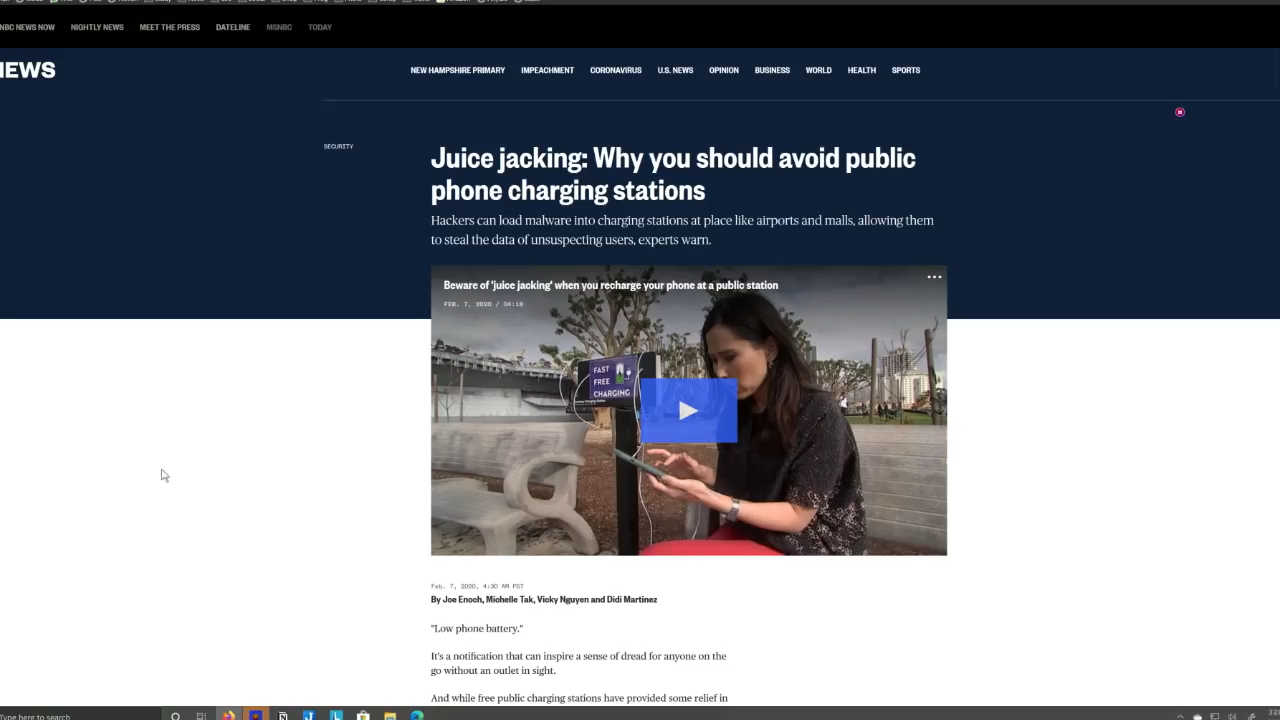 NBC NEWS NOW NIGHTLY NEWS MEET THE PRESS DATELINE MSNBC TODAY
NEWS NEW HAMPSHIRE PRIMARY IMPEACHMENT CORONAVIRUS U.S. NEWS OPINION BUSINESS WORLD HEALTH SPORTS
SECURITY
Juice jacking: Why you should avoid public
phone charging stations
Hackers can load malware into charging stations at place like airports and malls, allowing them
to steal the data of unsuspecting users, experts warn.
Beware of 'juice jacking' when you recharge your phone at a public station
FEB. 7, 2020 / 04:18
FAST
FREE
CHARGING
Feb. 7, 2020, 4:30 AM PST
By Joe Enoch, Michelle Tak, Vicky Nguyen and Didi Martinez
"Low phone battery."
It's a notification that can inspire a sense of dread for anyone on the
go without an outlet in sight.
And while free public charging stations have provided some relief in
here to search